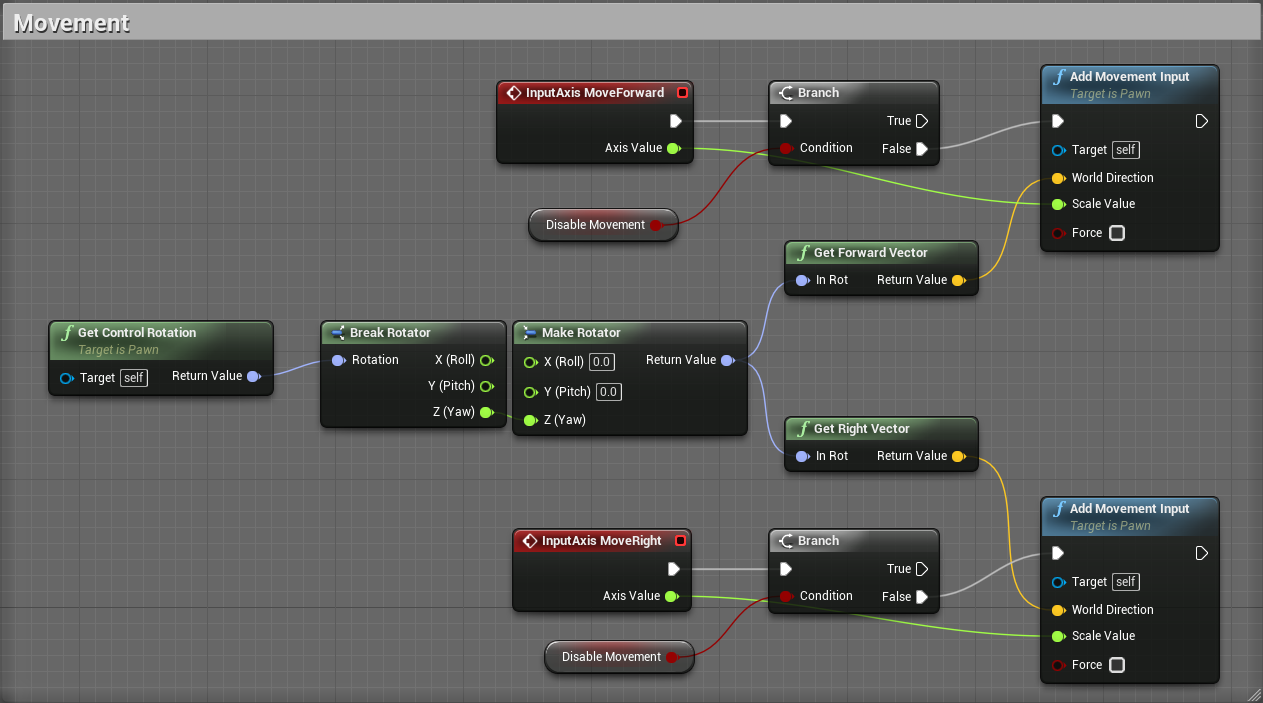 Movement
InputAxis MoveForward
Axis Value
Branch
True
Condition
False
Add Movement Input
Target is Pawn
Target self
World Direction
Scale Value
Force
Disable Movement
Get Forward Vector
In Rot
Return Value
Get Control Rotation
Target is Pawn
Target self
Return Value
Break Rotator
Rotation
X (Roll)
Y (Pitch)
Z (Yaw)
Make Rotator
X (Roll) 0.0
Return Value
Y (Pitch) 0.0
Z (Yaw)
Get Right Vector
In Rot
Return Value
InputAxis MoveRight
Axis Value
Branch
True
Condition
False
Add Movement Input
Target is Pawn
Target self
World Direction
Scale Value
Force
Disable Movement